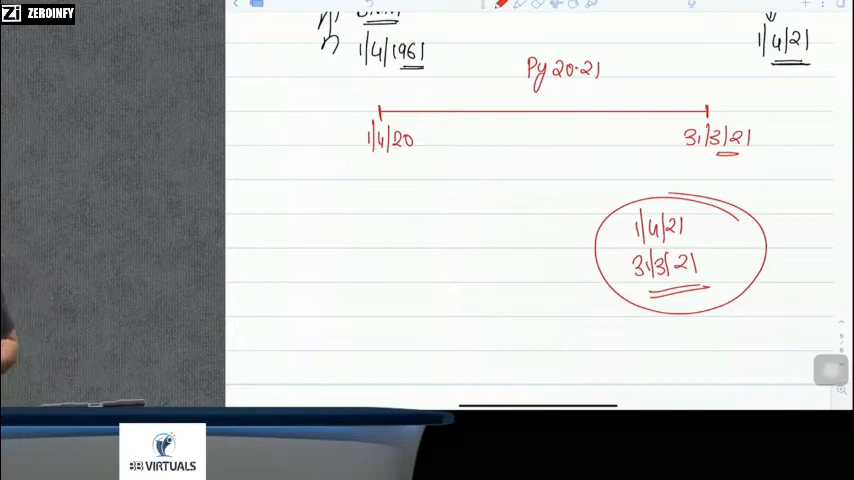 Zi ZEROINFY
1/4/1961
1/4/21
Py 20-21
1/4/20
31/3/21
1/4/21
31/3/21
BB VIRTUALS